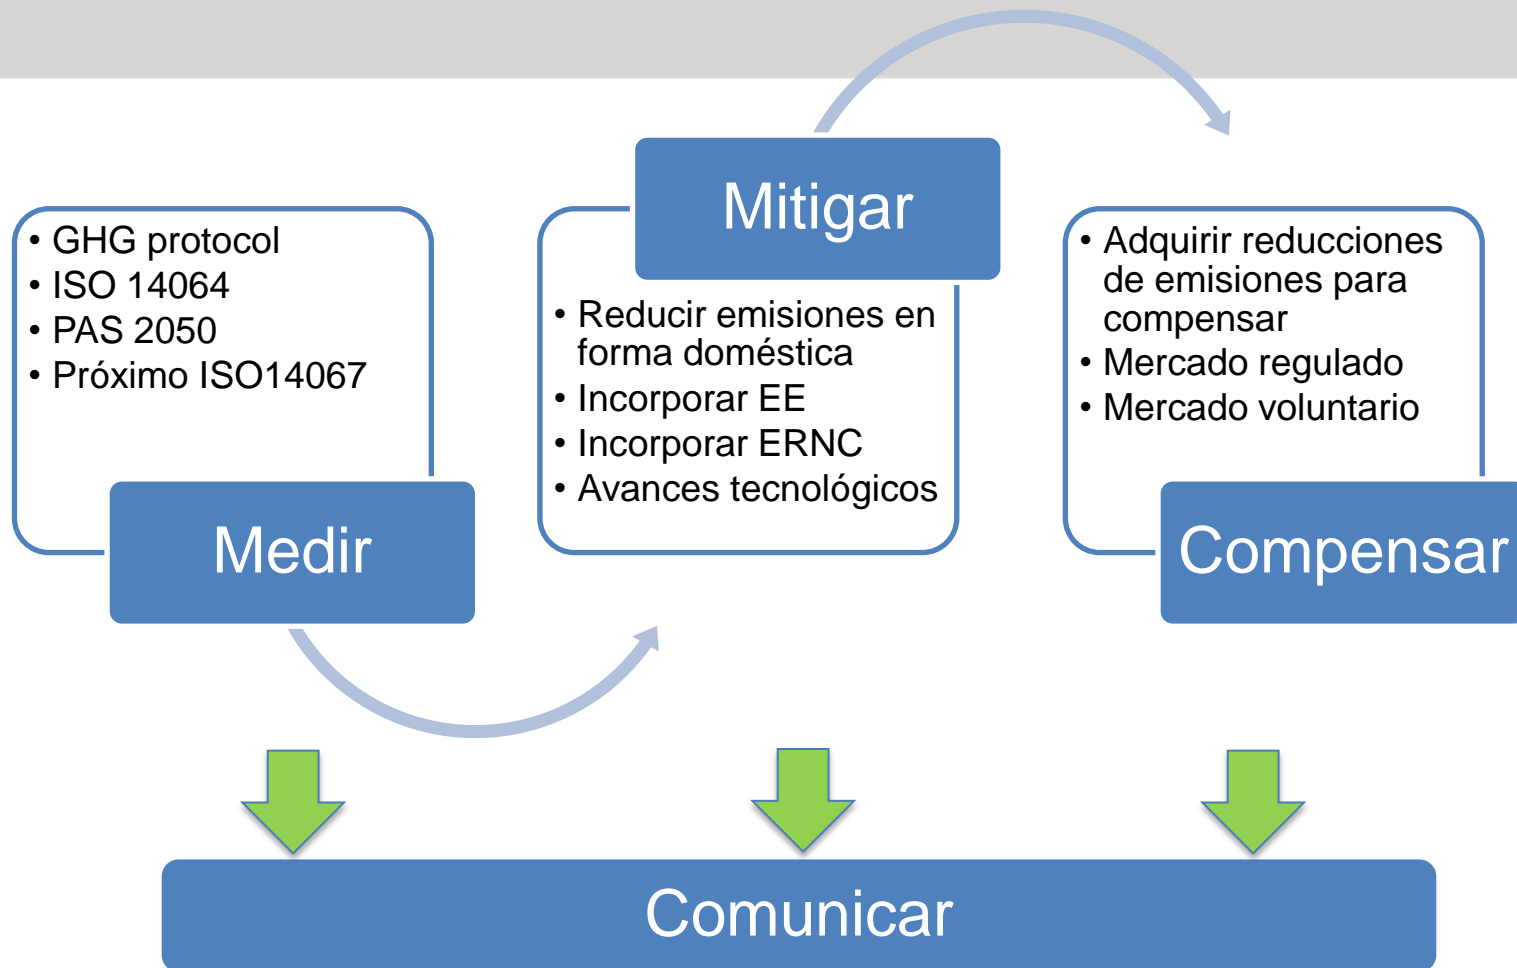 • GHG protocol
• ISO 14064
• PAS 2050
• Próximo ISO14067
Medir
Mitigar
• Reducir emisiones en
forma doméstica
• Incorporar EE
• Incorporar ERNC
• Avances tecnológicos
• Adquirir reducciones
de emisiones para
compensar
• Mercado regulado
• Mercado voluntario
Compensar
Comunicar